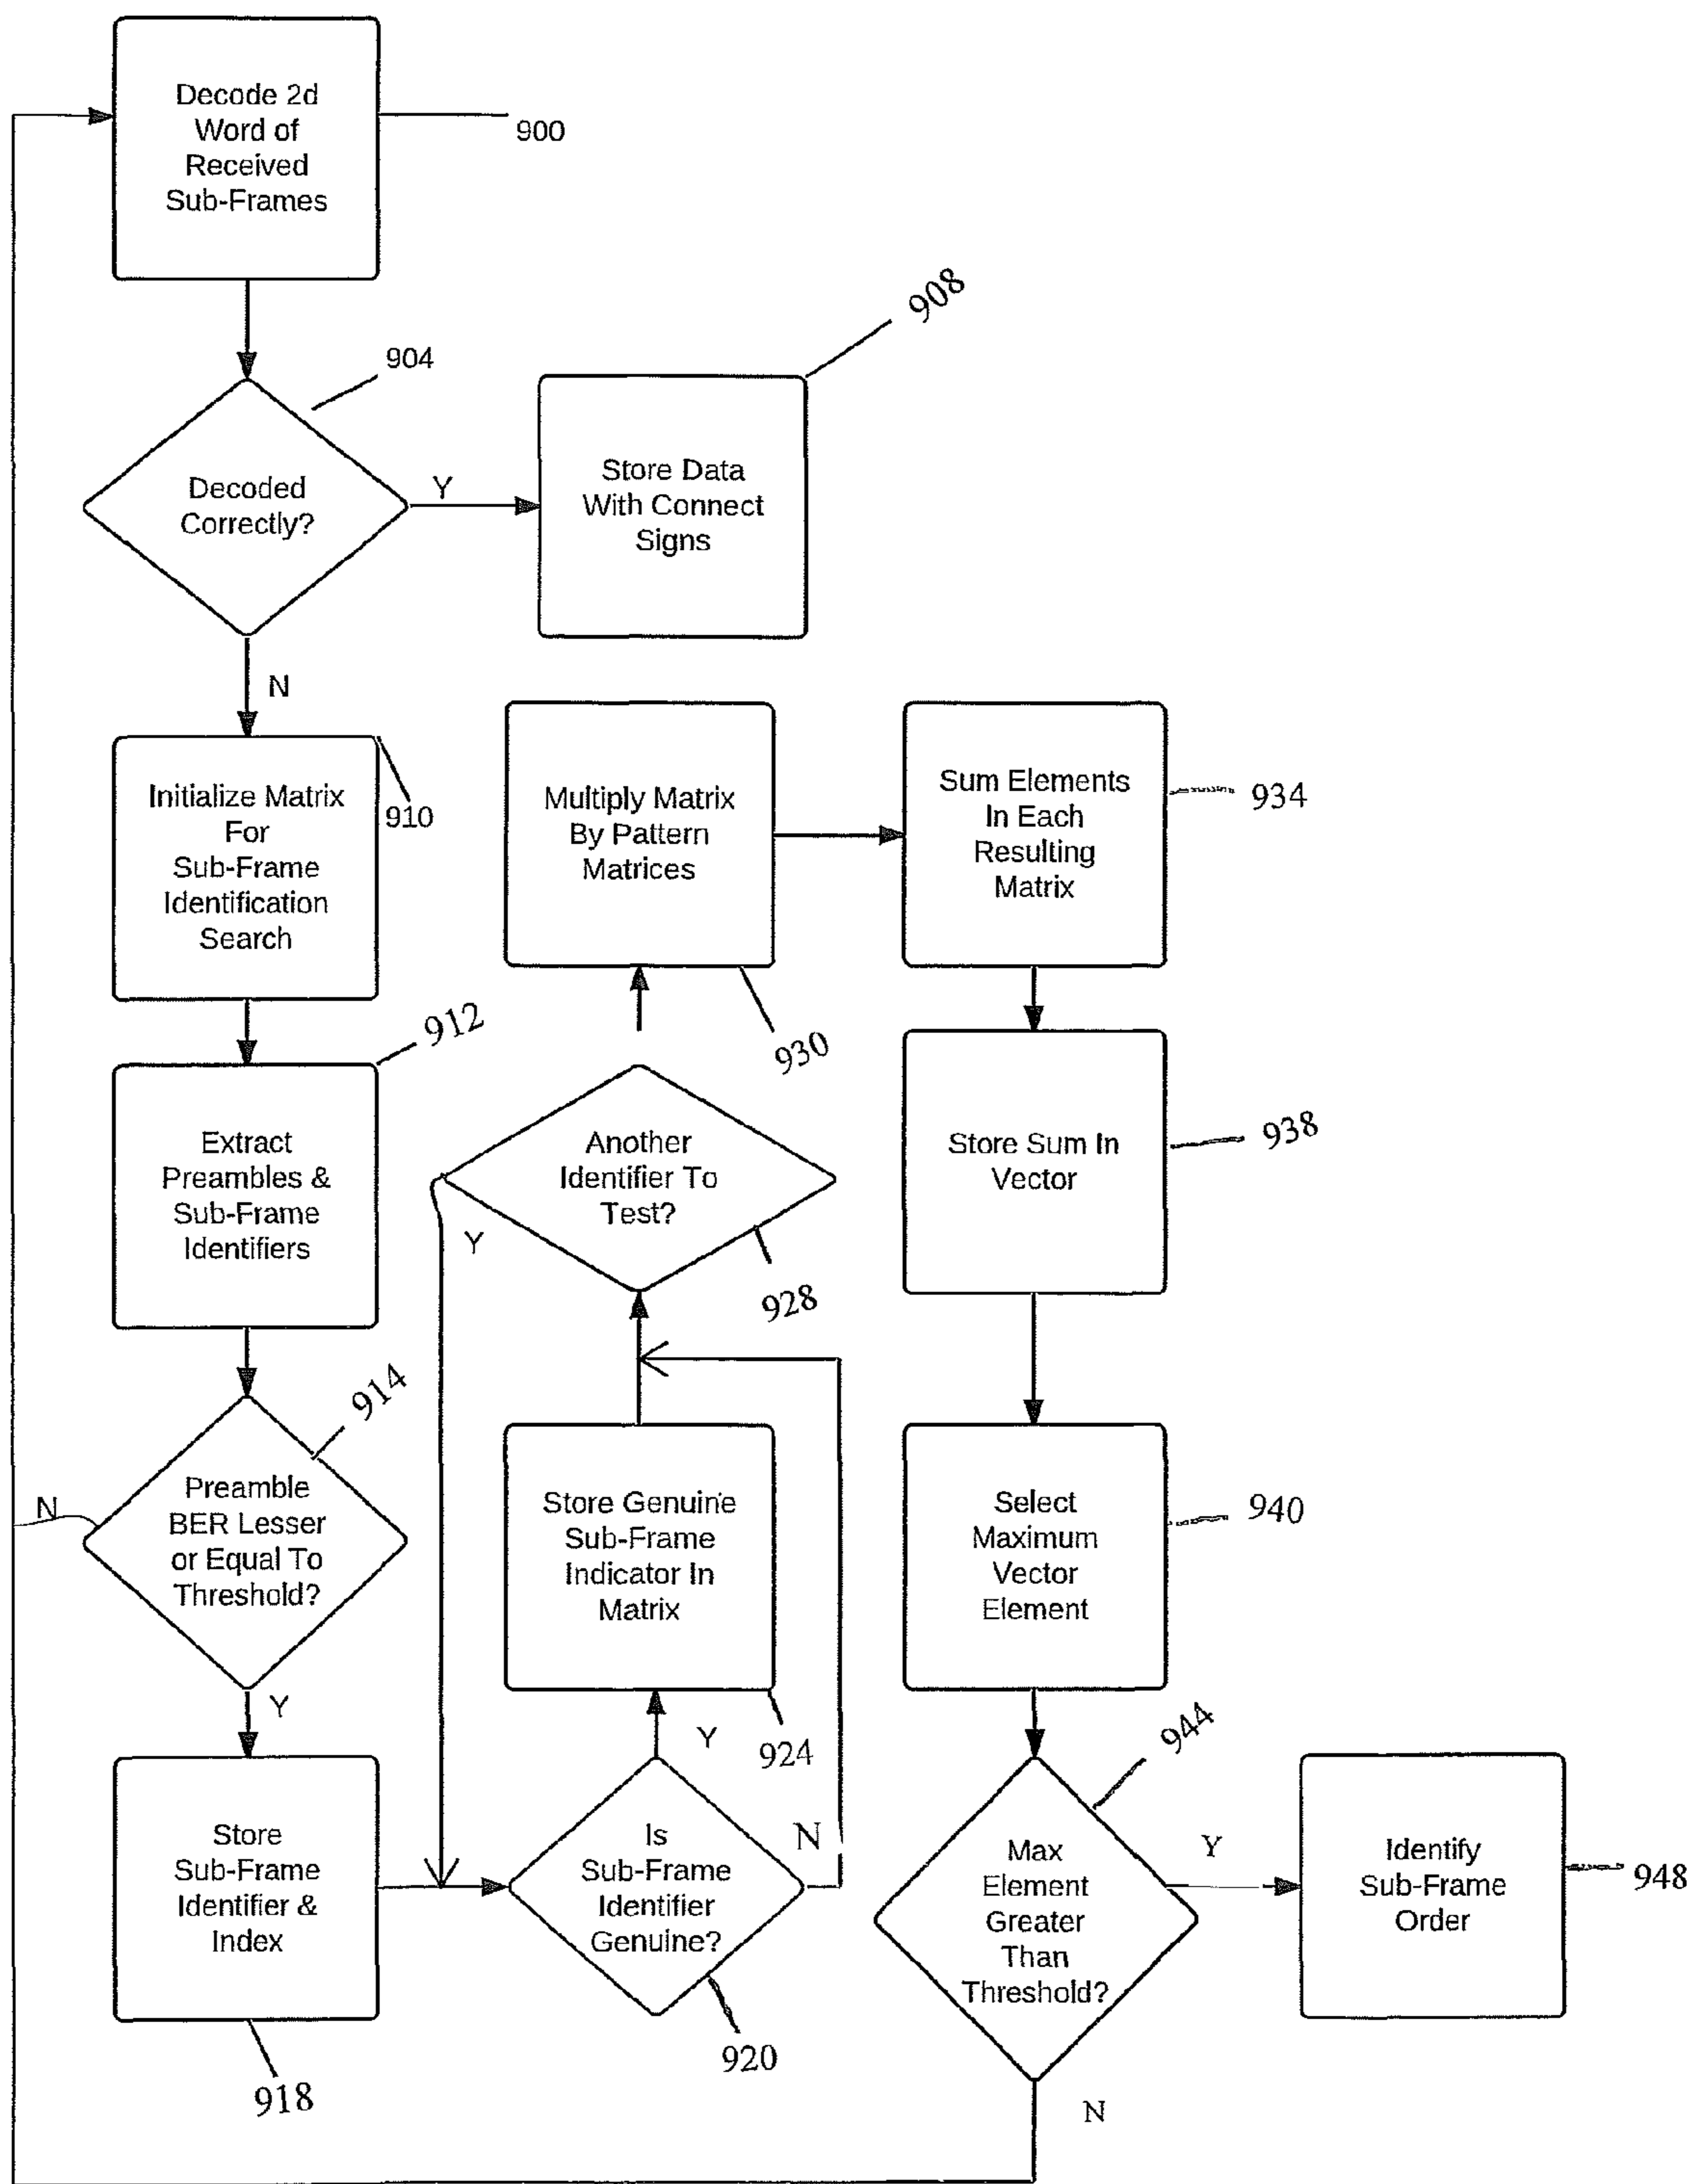 Decode 2d
Word of
Received
Sub-Frames
900
904
908
Decoded
Correctly?
Y
Store Data
With Connect
Signs
N
Initialize Matrix
For
Sub-Frame
Identification
Search
910
Multiply Matrix
By Pattern
Matrices
930
Sum Elements
In Each
Resulting
Matrix
934
912
Extract
Preambles &
Sub-Frame
Identifiers
Another
Identifier To
Test?
Y
928
Store Sum In
Vector
938
914
Preamble
BER Lesser
or Equal To
Threshold?
N
Y
Store Genuine
Sub-Frame
Indicator In
Matrix
924
Select
Maximum
Vector
Element
940
Store
Sub-Frame
Identifier &
Index
918
Y
Is
Sub-Frame
Identifier
Genuine?
N
920
944
Max
Element
Greater
Than
Threshold?
Y
N
Identify
Sub-Frame
Order
948